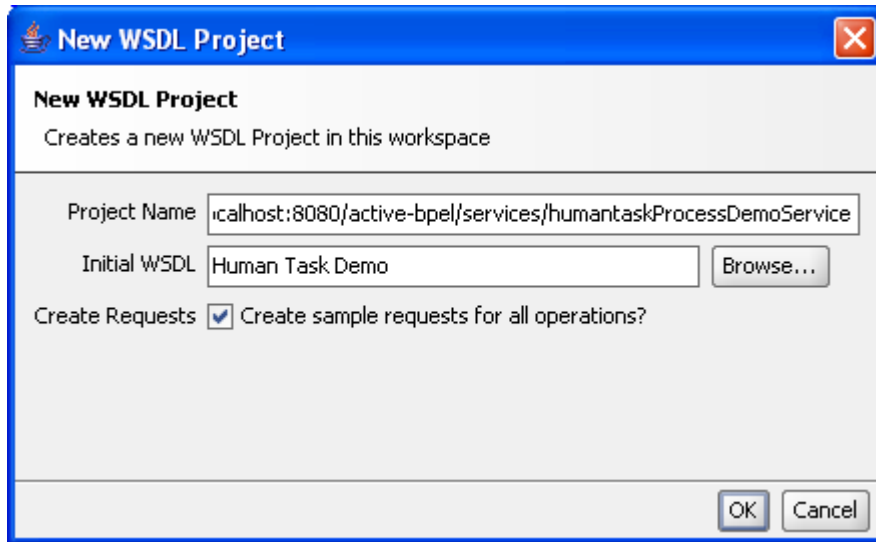 New WSDL Project
New WSDL Project
Creates a new WSDL Project in this workspace
Project Name calhost:8080/active-bpel/services/humantaskProcessDemoService
Initial WSDL Human Task Demo Browse...
Create Requests Create sample requests for all operations?
OK Cancel